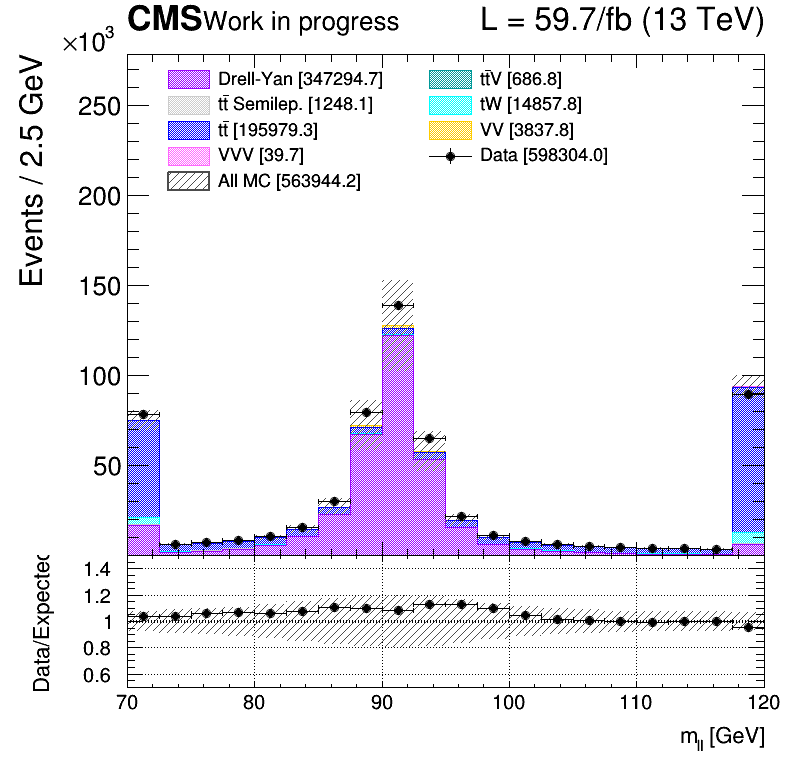 CMS Work in progress L = 59.7/fb (13 TeV)
×10³
Events / 2.5 GeV
250
200
150
100
50
Drell-Yan [347294.7]
tt̄ Semilep. [1248.1]
tt̄ [195979.3]
VVV [39.7]
All MC [563944.2]
tt̄V [686.8]
tW [14857.8]
VV [3837.8]
Data [598304.0]
Data/Expected
1.4
1.2
1
0.8
0.6
70 80 90 100 110 120
m_ll [GeV]